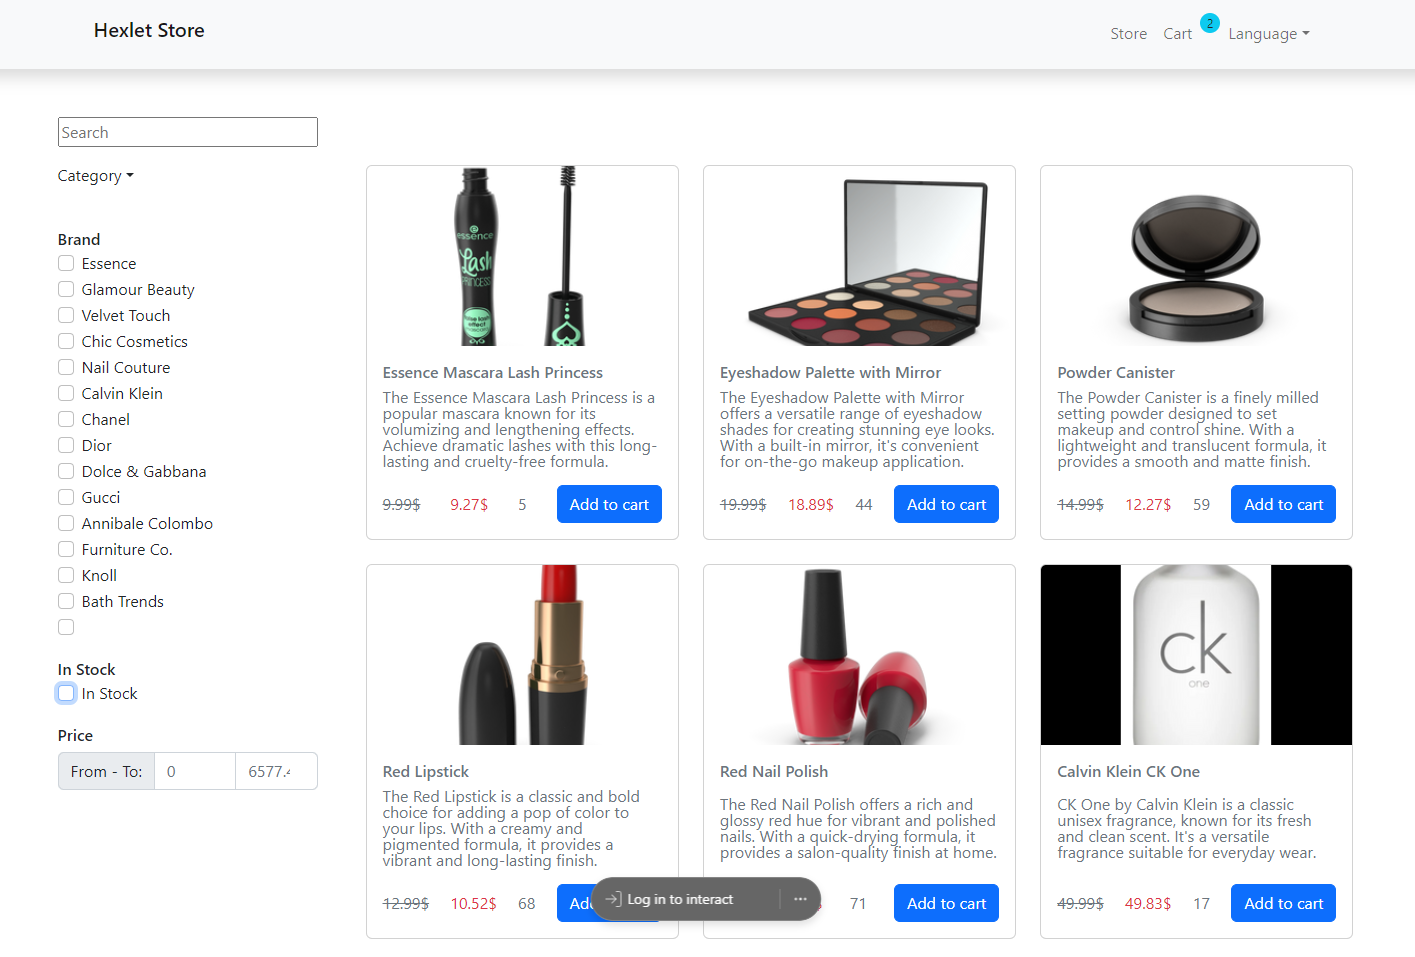 Hexlet Store
Store Cart 2 Language
Search
Category
Brand
Essence
Glamour Beauty
Velvet Touch
Chic Cosmetics
Nail Couture
Calvin Klein
Chanel
Dior
Dolce & Gabbana
Gucci
Annibale Colombo
Furniture Co.
Knoll
Bath Trends
In Stock
In Stock
Price
From - To: 0 6577.4
essence
Lash
PRINCESS
Essence Mascara Lash Princess
The Essence Mascara Lash Princess is a
popular mascara known for its
volumizing and lengthening effects.
Achieve dramatic lashes with this long-
lasting and cruelty-free formula.
9.99$ 9.27$ 5 Add to cart
Eyeshadow Palette with Mirror
The Eyeshadow Palette with Mirror
offers a versatile range of eyeshadow
shades for creating stunning eye looks.
With a built-in mirror, it's convenient
for on-the-go makeup application.
19.99$ 18.89$ 44 Add to cart
Powder Canister
The Powder Canister is a finely milled
setting powder designed to set
makeup and control shine. With a
lightweight and translucent formula, it
provides a smooth and matte finish.
14.99$ 12.27$ 59 Add to cart
Red Lipstick
The Red Lipstick is a classic and bold
choice for adding a pop of color to
your lips. With a creamy and
pigmented formula, it provides a
vibrant and long-lasting finish.
12.99$ 10.52$ 68
Red Nail Polish
The Red Nail Polish offers a rich and
glossy red hue for vibrant and polished
nails. With a quick-drying formula, it
provides a salon-quality finish at home.
71 Add to cart
ck
one
Calvin Klein CK One
CK One by Calvin Klein is a classic
unisex fragrance, known for its fresh
and clean scent. It's a versatile
fragrance suitable for everyday wear.
49.99$ 49.83$ 17 Add to cart
Log in to interact